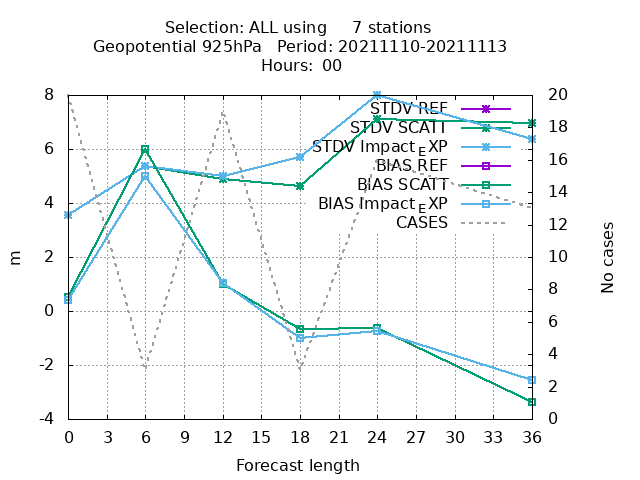 Selection: ALL using 7 stations
Geopotential 925hPa Period: 20211110-20211113
Hours: 00
8
6
4
2
0
-2
-4
m
20
18
16
14
12
10
8
6
4
2
0
No cases
STDV REF
STDV SCATT
STDV Impact_EXP
BIAS REF
BIAS SCATT
BIAS Impact_EXP
CASES
0 3 6 9 12 15 18 21 24 27 30 33 36
Forecast length